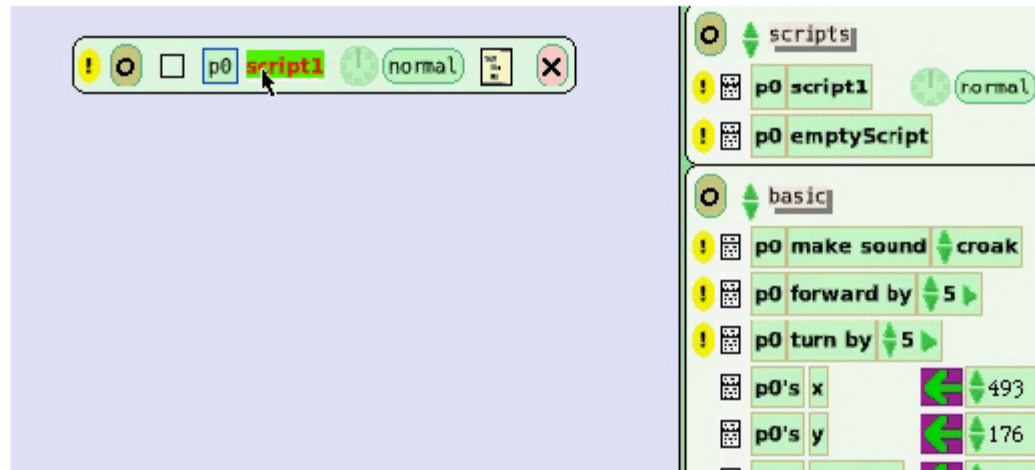 ! O p0 script1 normal X
O scripts
! p0 script1 normal
! p0 emptyScript
O basic
! p0 make sound croak
! p0 forward by 5
! p0 turn by 5
p0's x 493
p0's y 176